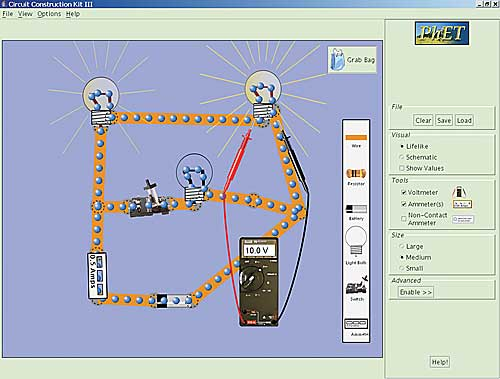 Circuit Construction Kit III
File View Options Help
PhET
Grab Bag
File
Clear Save Load
Visual
Lifelike
Schematic
Show Values
Tools
Voltmeter
Ammeter(s)
Non-Contact
Ammeter
Size
Large
Medium
Small
Advanced
Enable >>
Help!
Wire
Resistor
Battery
Light Bulb
Switch
Ammeter
0.5 Amps
10.0 V